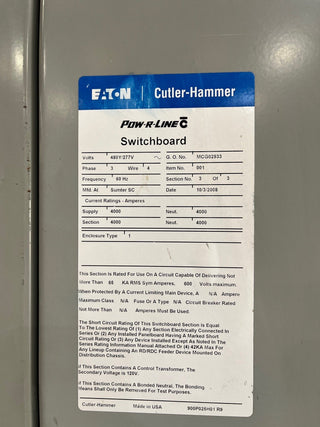 EATON Cutler-Hammer
POW-R-LINE C
Switchboard
Volts 480Y/277V G. O. No. MCG02933
Phase 3 Wire 4 Item No. 001
Frequency 60 Hz Section No. 3 Of 3
Mfd. At Sumter SC Date 10/3/2008
Current Ratings - Amperes
Supply 4000 Neut. 4000
Section 4000 Neut. 4000
Enclosure Type 1
This Section Is Rated For Use On A Circuit Capable Of Delivering Not
More Than 65 KA RMS Sym Amperes. 600 Volts maximum.
When Protected By A Current Limiting Main Device, A N/A Ampere
Maximum Class N/A Fuse Or A Type N/A Circuit Breaker Rated
Not More Than N/A Amperes Must Be Used.
The Short Circuit Rating Of This Switchboard Section is Equal
To The Lowest Rating Of (1) Any Section Electrically Connected In
Series Or (2) Any Installed Panelboard Having A Marked Short
Circuit Rating Or (3) Any Device Installed Except As Noted In The
Series Rating Information Manual Attached Or (4) 42KA Max For
Any Lineup Containing An RD/RDC Feeder Device Mounted On
Distribution Chassis.
If This Section Contains A Control Transformer, The
Secondary Voltage is 120V.
If This Section Contains A Bonded Neutral, The Bonding
Means Shall Only Be Removed For Test Purposes.
Cutler-Hammer Made in USA 900P026H01 R9